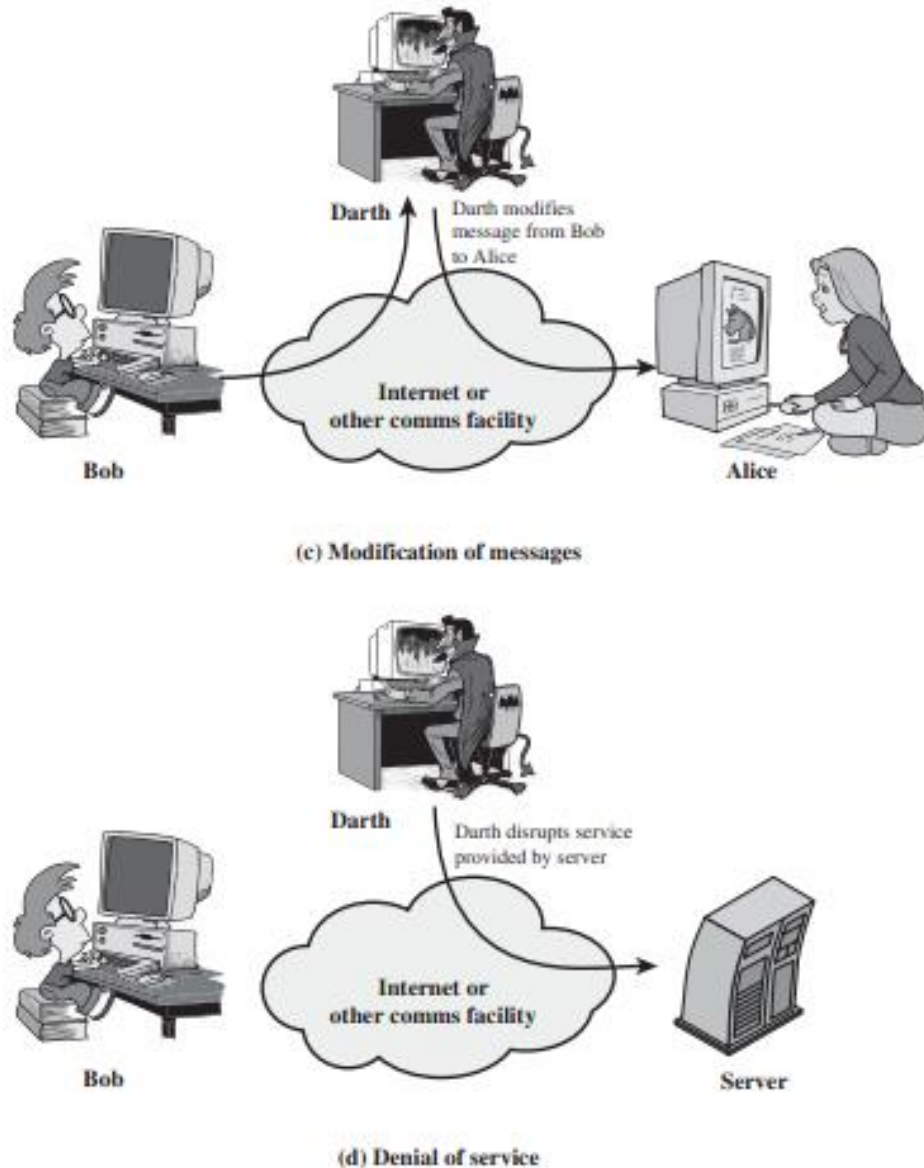 Darth
Darth modifies
message from Bob
to Alice
Internet or
other comms facility
Bob
Alice
(c) Modification of messages
Darth
Darth disrupts service
provided by server
Internet or
other comms facility
Bob
Server
(d) Denial of service